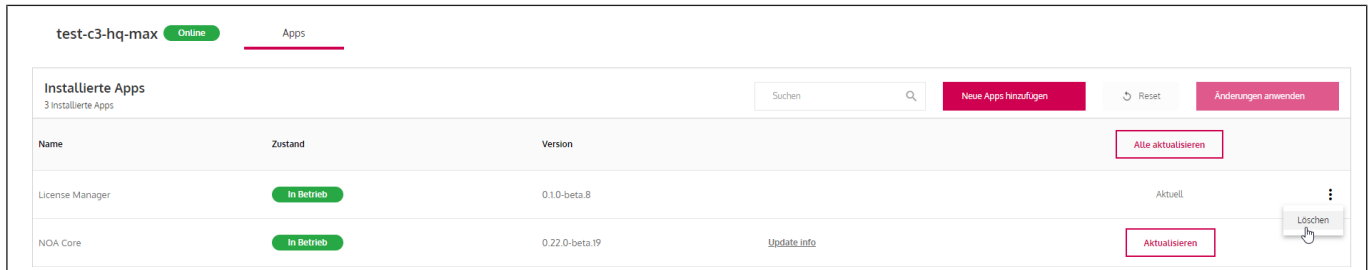 test-c3-hq-max Online Apps
Installierte Apps
3 Installierte Apps
Suchen Neue Apps hinzufügen Reset Änderungen anwenden
Name Zustand Version Alle aktualisieren
License Manager In Betrieb 0.1.0-beta.8 Aktuell
Löschen
NOA Core In Betrieb 0.22.0-beta.19 Update info Aktualisieren